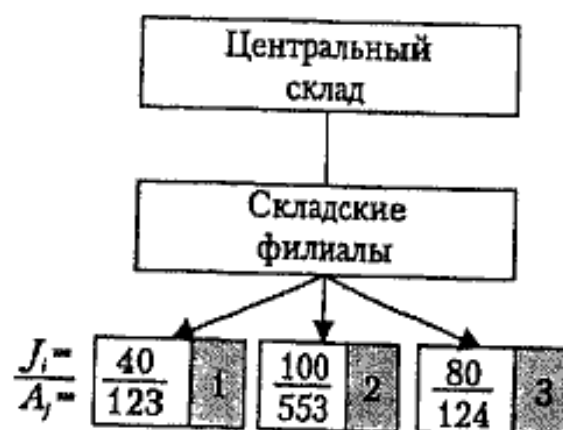 Центральный
склад
Складские
филиалы
J_i = 40 1 100 2 80 3
A_j = 123 553 124